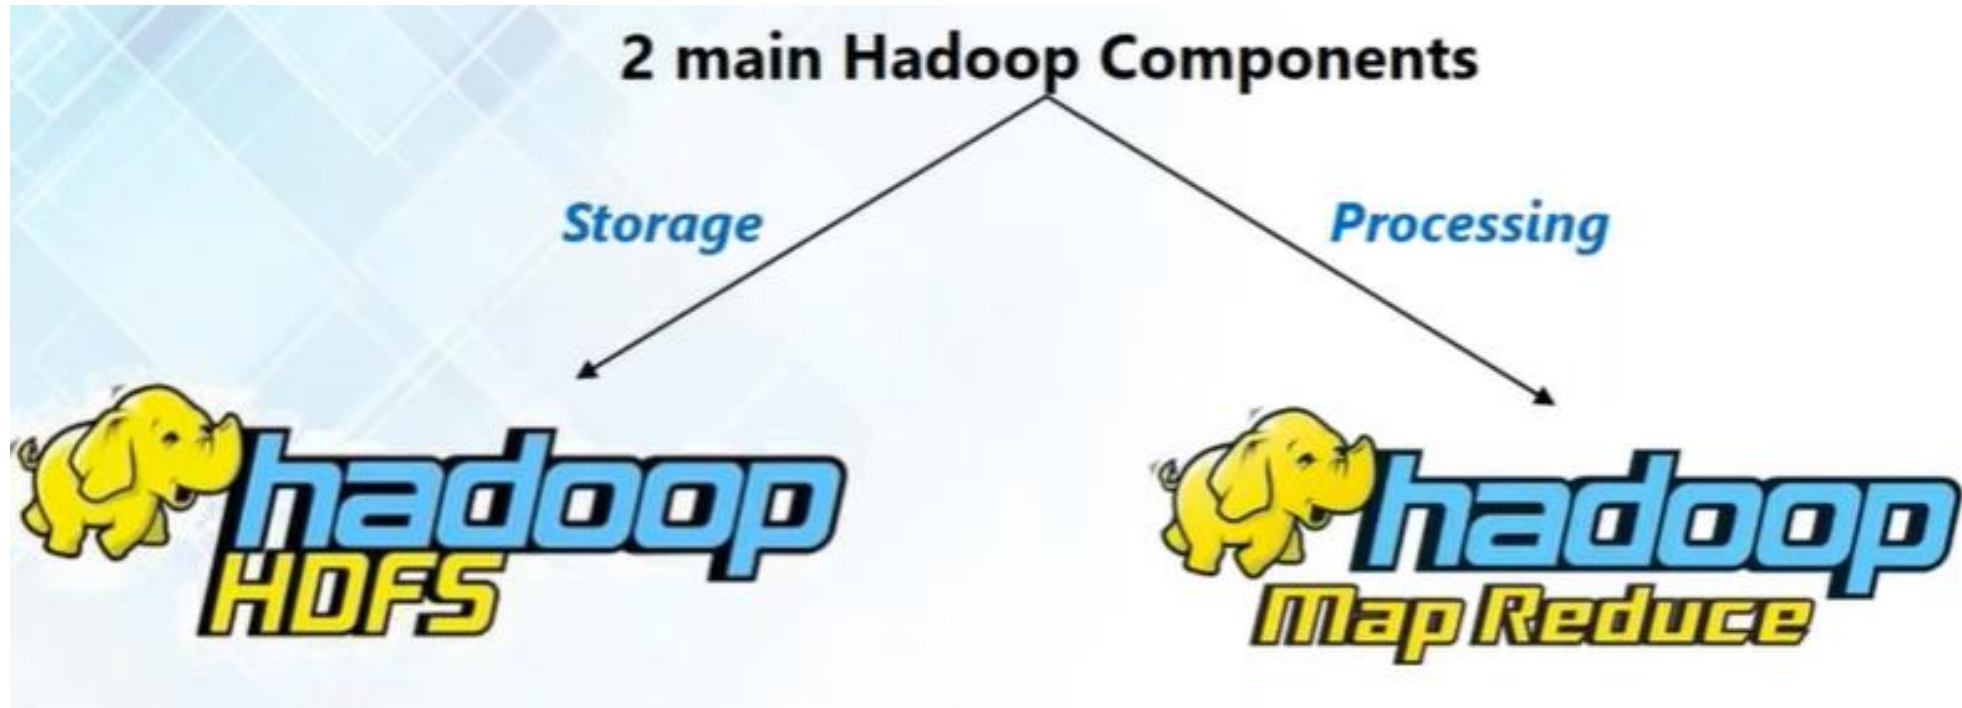 2 main Hadoop Components
Storage
Processing
hadoop
HDFS
hadoop
Map Reduce